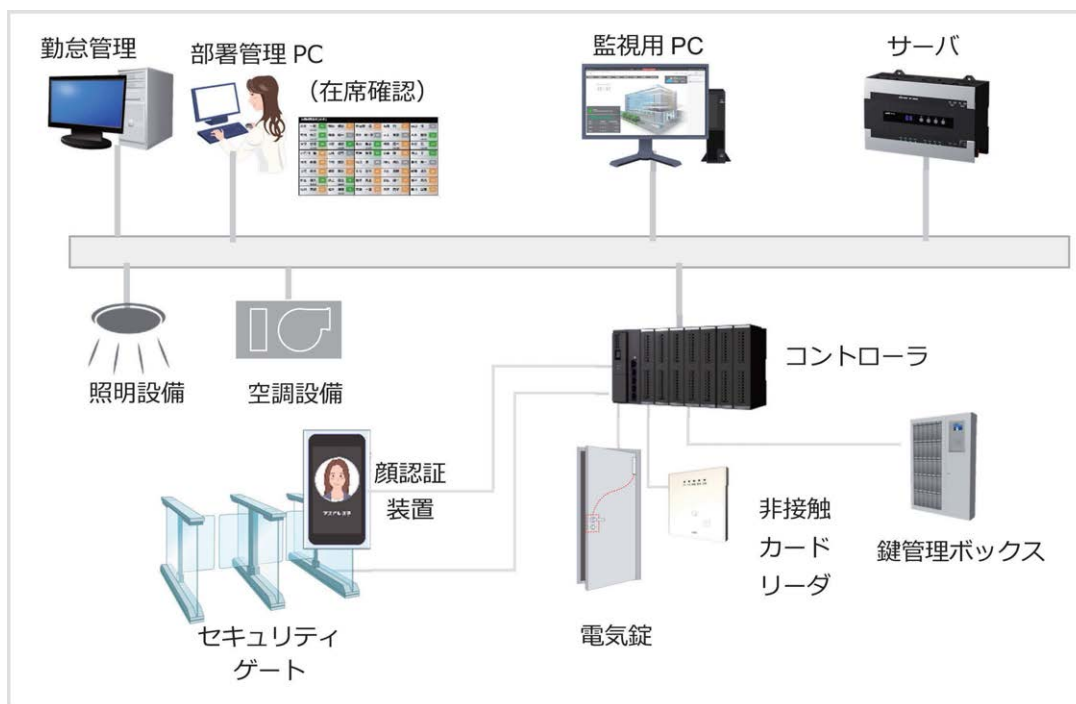 勤怠管理
部署管理 PC
(在席確認)
監視用 PC
サーバ
照明設備
空調設備
コントローラ
顔認証
装置
非接触
カード
リーダ
鍵管理ボックス
電気錠
セキュリティ
ゲート